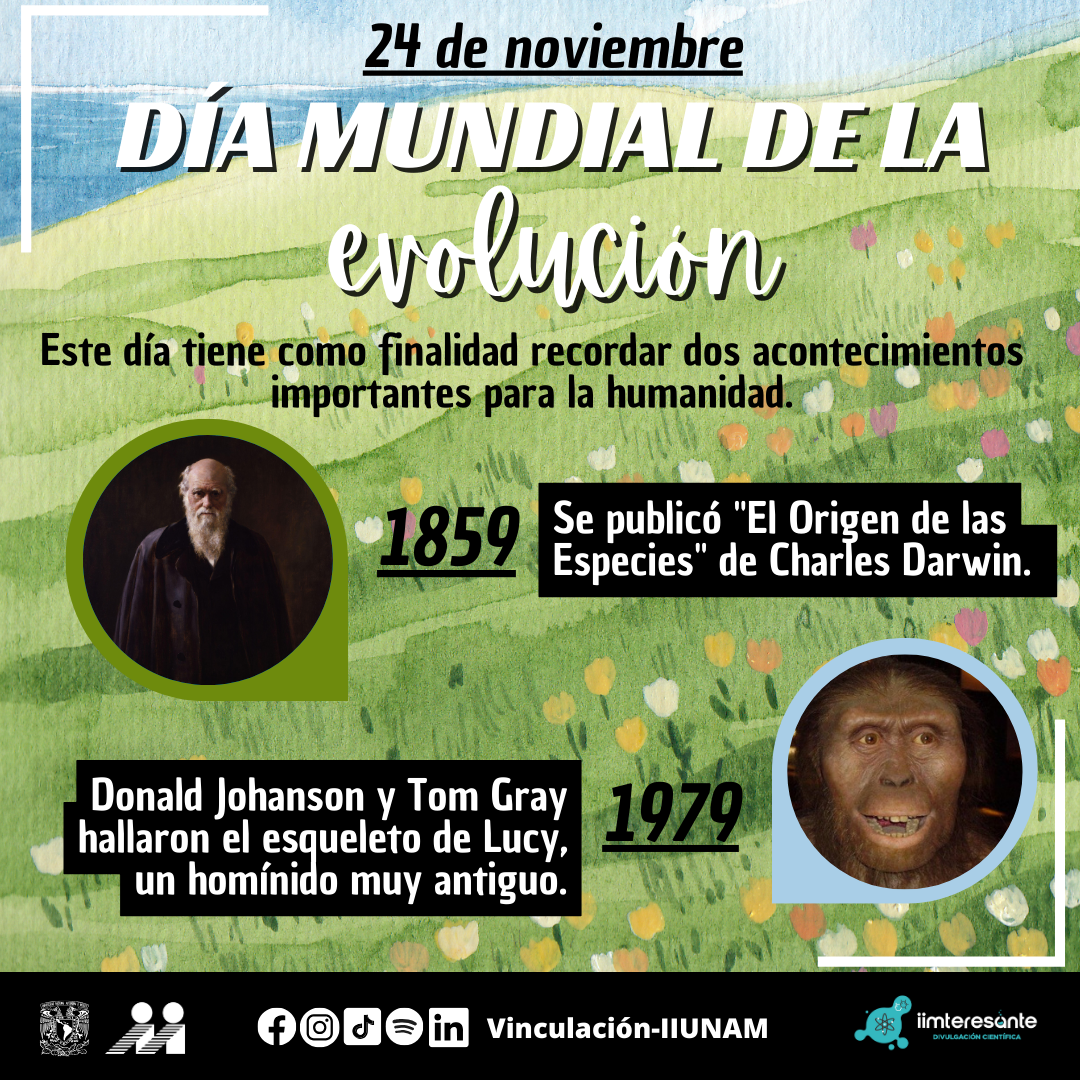 24 de noviembre
DÍA MUNDIAL DE LA
evolución
Este día tiene como finalidad recordar dos acontecimientos
importantes para la humanidad.
1859
Se publicó "El Origen de las
Especies" de Charles Darwin.
Donald Johanson y Tom Gray
hallaron el esqueleto de Lucy,
un homínido muy antiguo.
1979
Vinculación-IIUNAM
iimteresánte
DIVULGACIÓN CIENTÍFICA